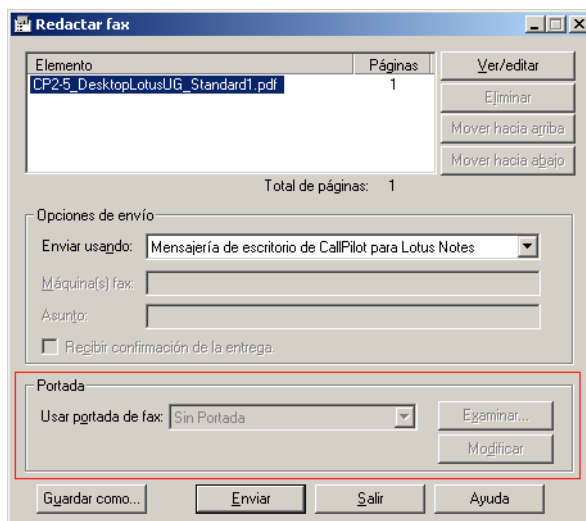 Redactar fax
Elemento Páginas
CP2-5_DesktopLotusUG_Standard1.pdf 1
Ver/editar
Eliminar
Mover hacia arriba
Mover hacia abajo
Total de páginas: 1
Opciones de envío
Enviar usando: Mensajería de escritorio de CallPilot para Lotus Notes
Máquina(s) fax:
Asunto:
Recibir confirmación de la entrega.
Portada
Usar portada de fax: Sin Portada Examinar...
Modificar
Guardar como... Enviar Salir Ayuda